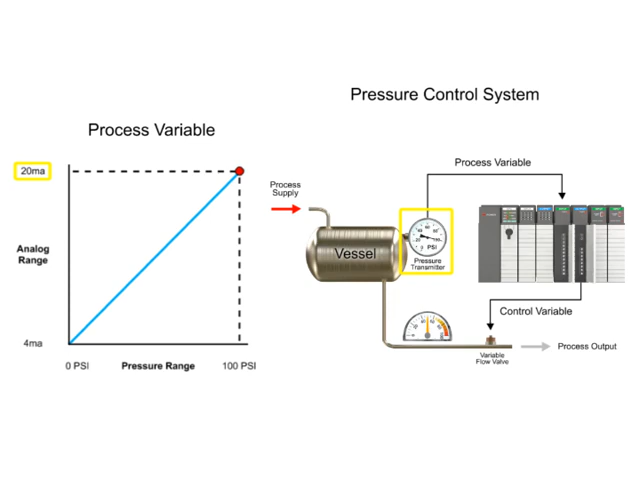 Pressure Control System
Process Variable
20ma
Analog
Range
4ma
0 PSI
Pressure Range
100 PSI
Process Variable
Process
Supply
Vessel
PSI
Pressure
Transmitter
Control Variable
Variable
Flow Valve
Process Output